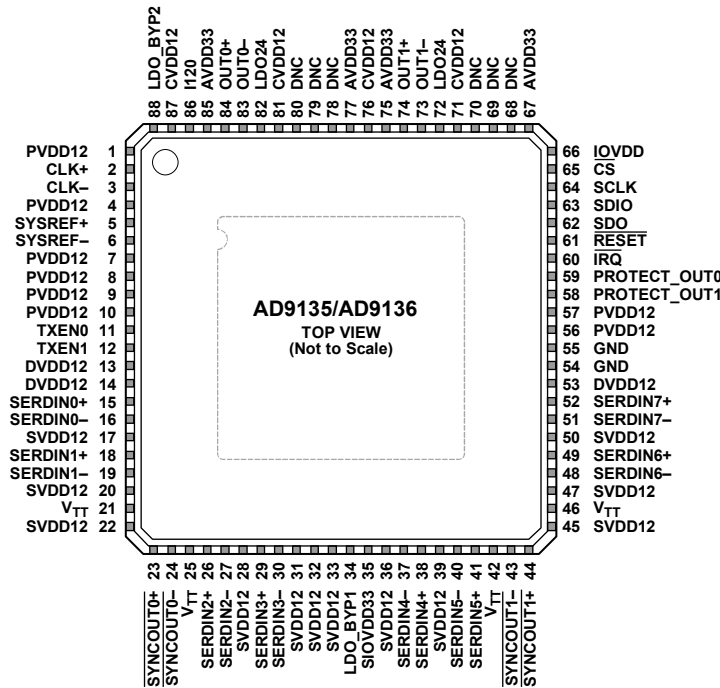 88 LDO_BYP2
87 CVDD12
86 I120
85 AVDD33
84 OUT0+
83 OUT0–
82 LDO24
81 CVDD12
80 DNC
79 DNC
78 DNC
77 AVDD33
76 CVDD12
75 AVDD33
74 OUT1+
73 OUT1–
72 LDO24
71 CVDD12
70 DNC
69 DNC
68 DNC
67 AVDD33
PVDD12 1
CLK+ 2
CLK– 3
PVDD12 4
SYSREF+ 5
SYSREF– 6
PVDD12 7
PVDD12 8
PVDD12 9
PVDD12 10
TXEN0 11
TXEN1 12
DVDD12 13
DVDD12 14
SERDIN0+ 15
SERDIN0– 16
SVDD12 17
SERDIN1+ 18
SERDIN1– 19
SVDD12 20
VTT 21
SVDD12 22
AD9135/AD9136
TOP VIEW
(Not to Scale)
66 IOVDD
65 CS
64 SCLK
63 SDIO
62 SDO
61 RESET
60 IRQ
59 PROTECT_OUT0
58 PROTECT_OUT1
57 PVDD12
56 PVDD12
55 GND
54 GND
53 DVDD12
52 SERDIN7+
51 SERDIN7–
50 SVDD12
49 SERDIN6+
48 SERDIN6–
47 SVDD12
46 VTT
45 SVDD12
SYNCOUT0+ 23
SYNCOUT0– 24
VTT 25
SERDIN2+ 26
SERDIN2– 27
SVDD12 28
SERDIN3+ 29
SERDIN3– 30
SVDD12 31
SVDD12 32
SVDD12 33
LDO_BYP1 34
SIOVDD33 35
SVDD12 36
SERDIN4– 37
SERDIN4+ 38
SVDD12 39
SERDIN5– 40
SERDIN5+ 41
VTT 42
SYNCOUT1– 43
SYNCOUT1+ 44